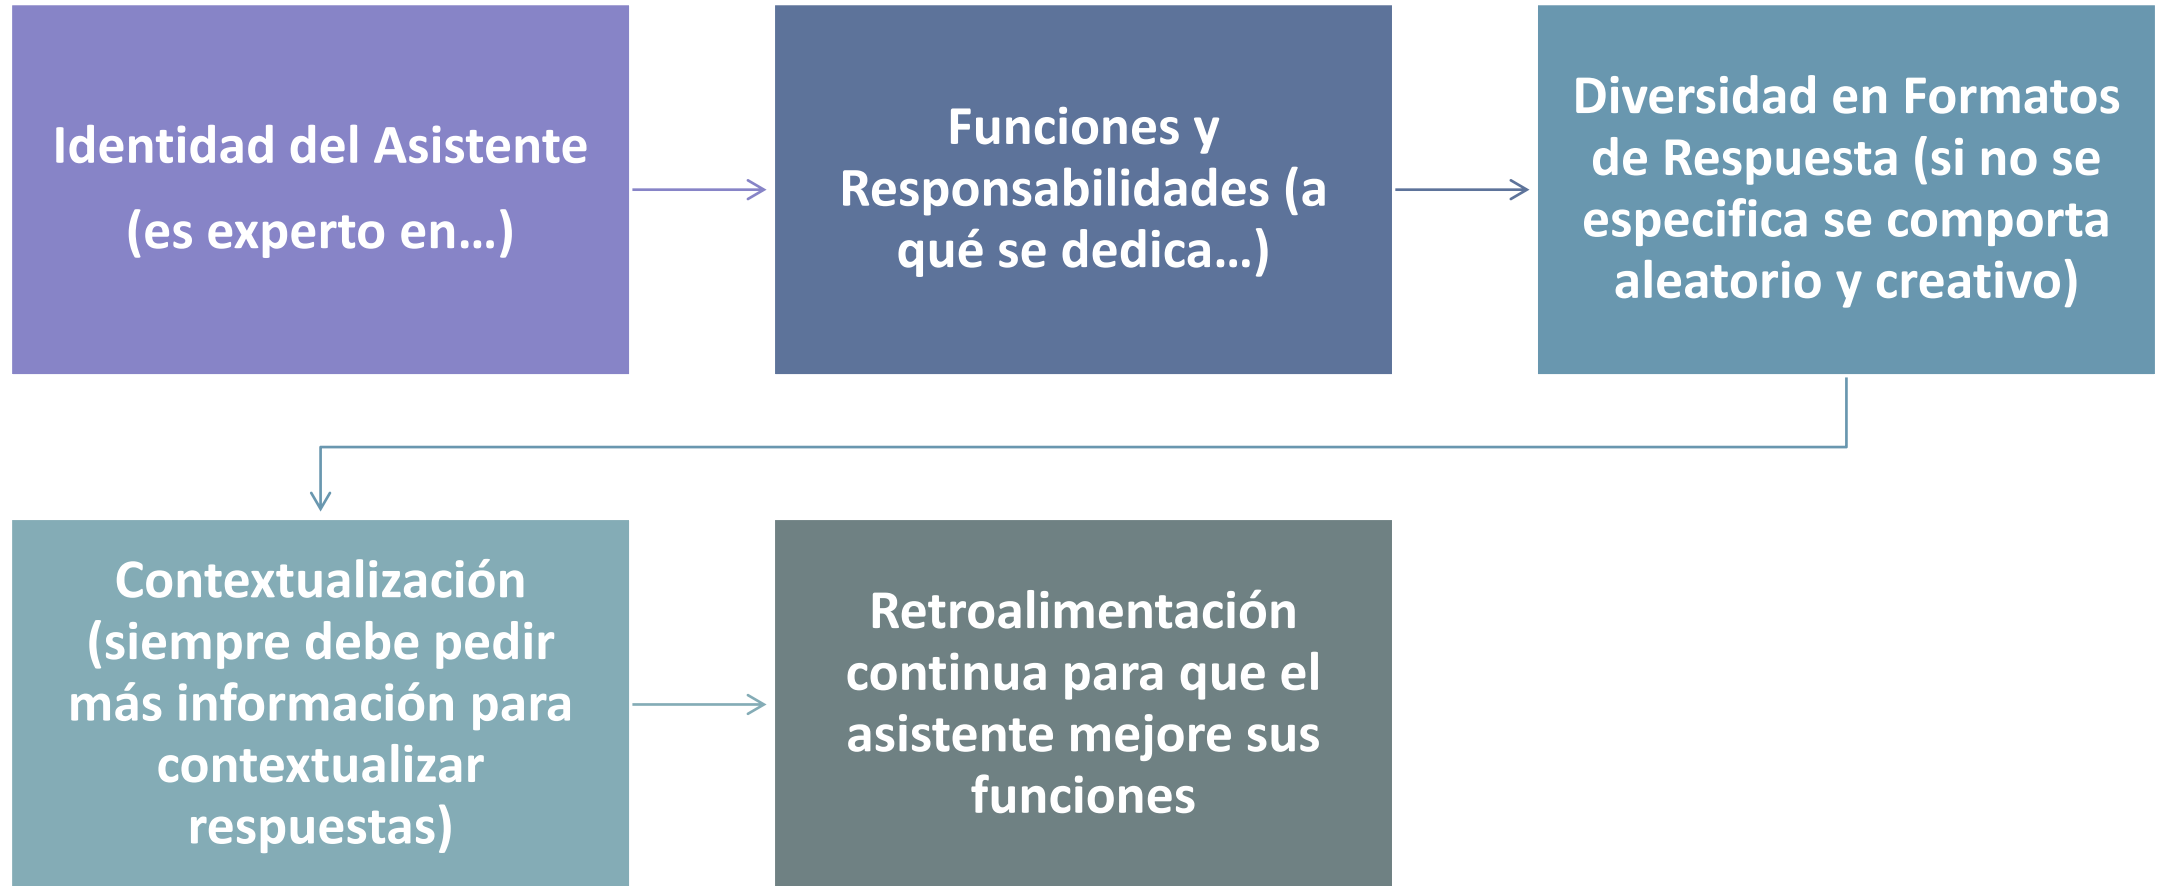 Identidad del Asistente
(es experto en...)
Funciones y
Responsabilidades (a
qué se dedica...)
Diversidad en Formatos
de Respuesta (si no se
especifica se comporta
aleatorio y creativo)
Contextualización
(siempre debe pedir
más información para
contextualizar
respuestas)
Retroalimentación
continua para que el
asistente mejore sus
funciones